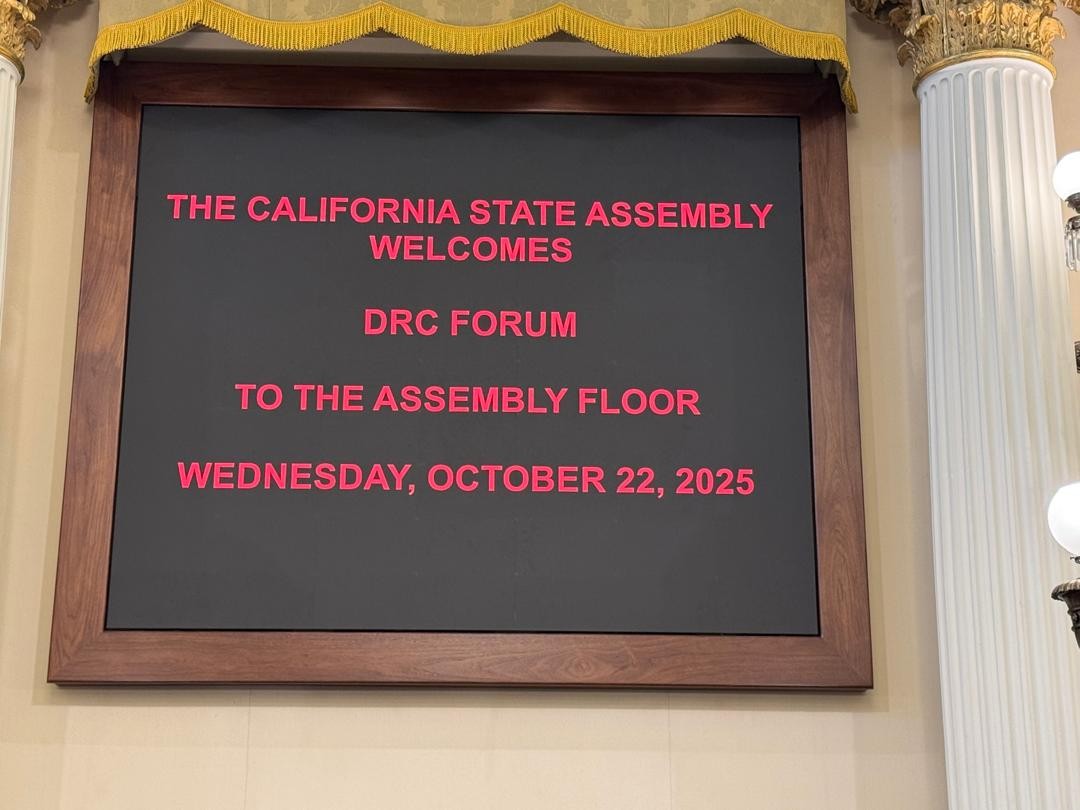 THE CALIFORNIA STATE ASSEMBLY
WELCOMES
DRC FORUM
TO THE ASSEMBLY FLOOR
WEDNESDAY, OCTOBER 22, 2025